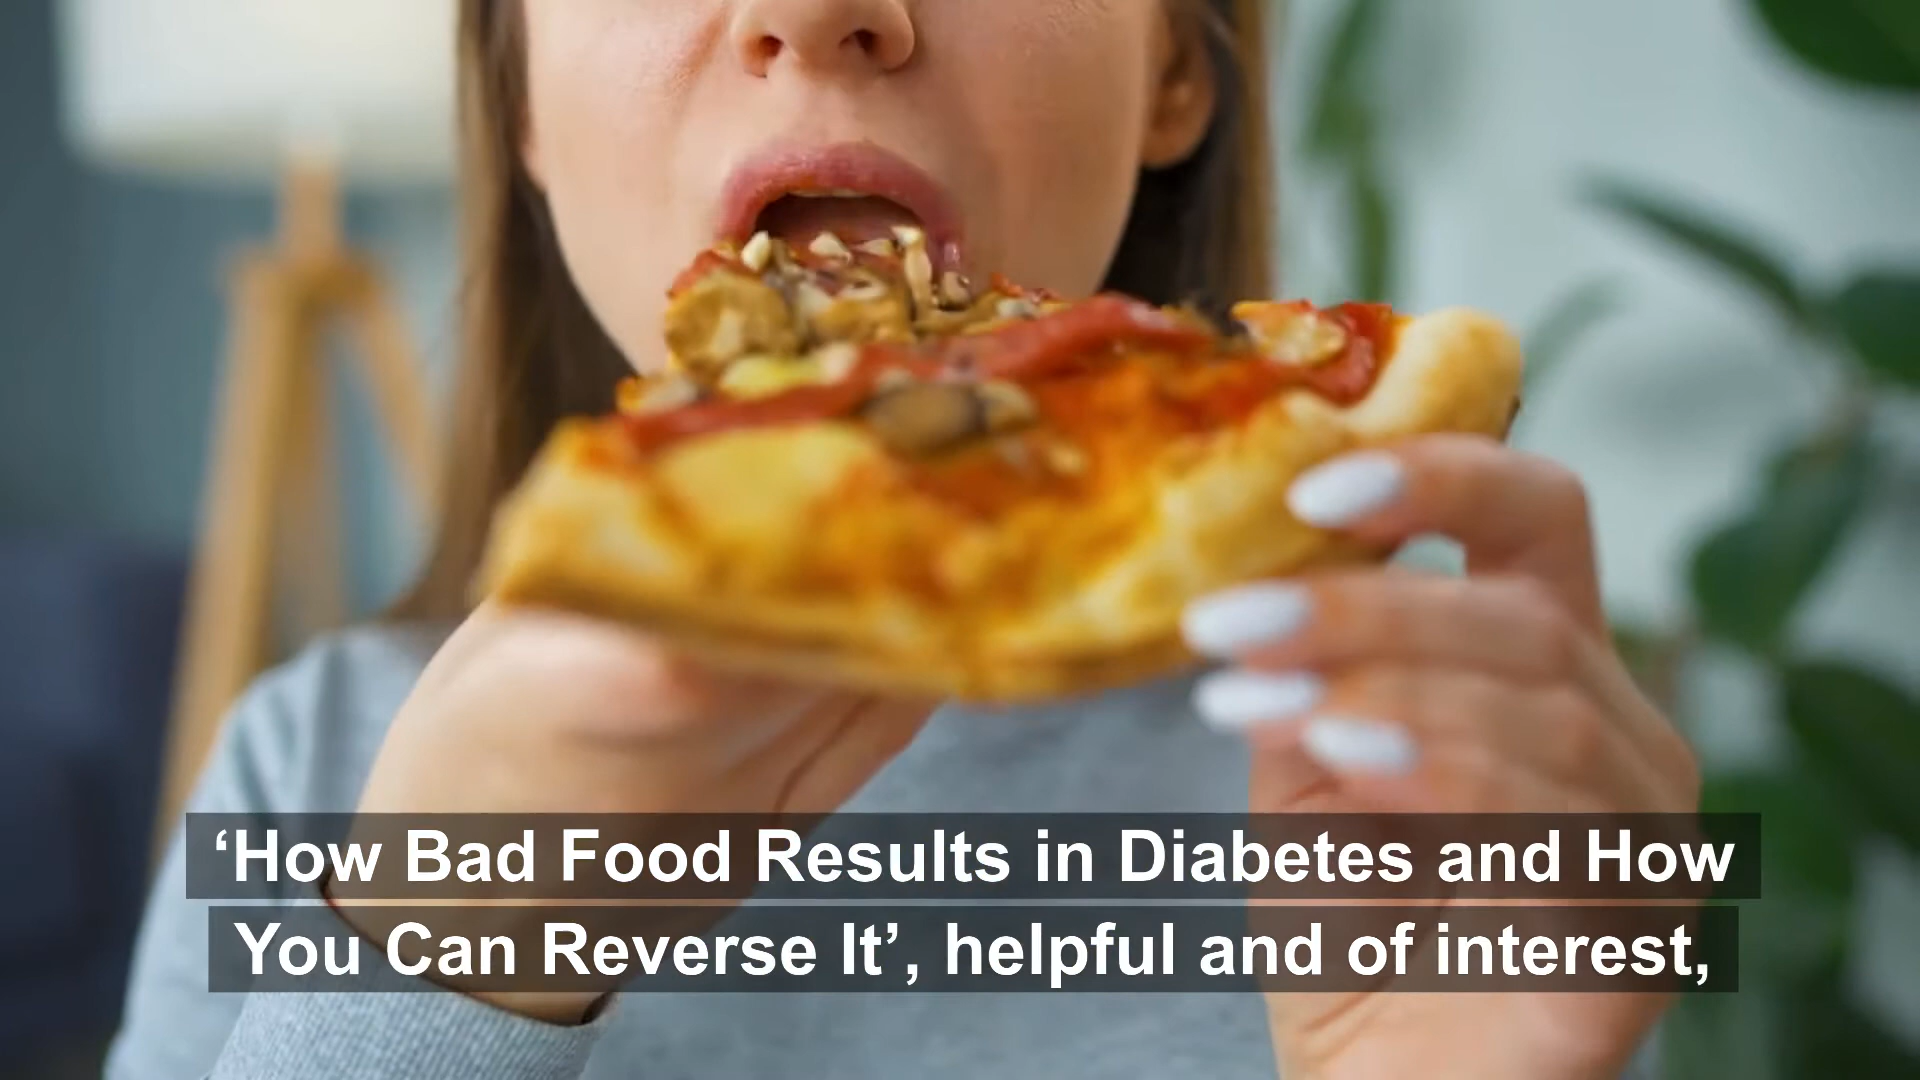 ‘How Bad Food Results in Diabetes and How
You Can Reverse It’, helpful and of interest,